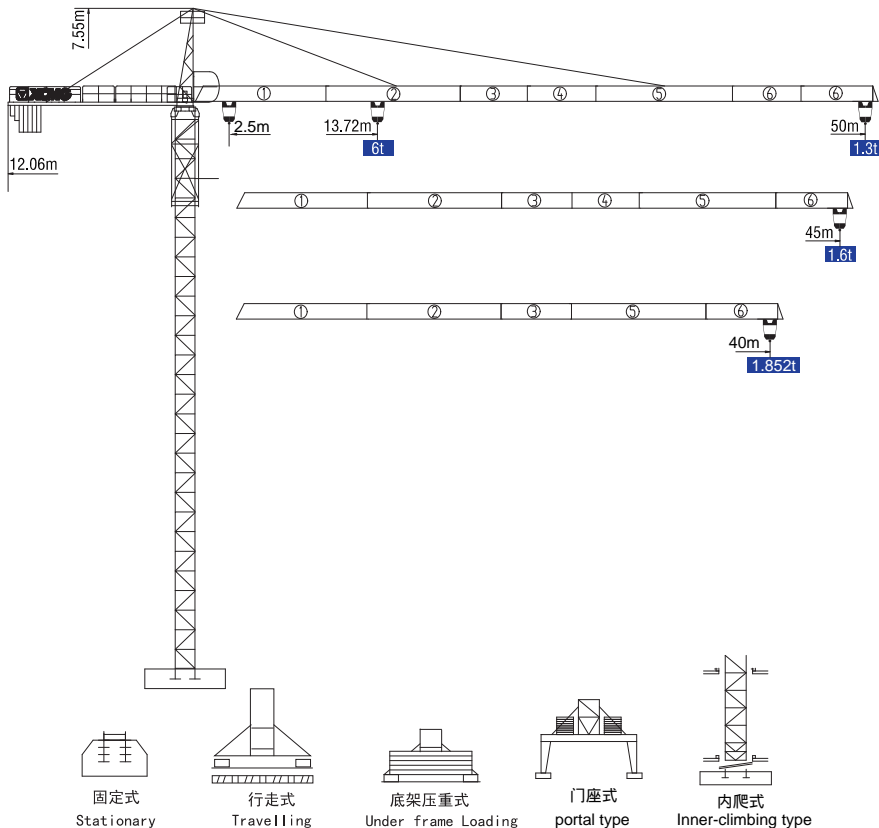 7.55m
XCMG
① ② ③ ④ ⑤ ⑥ ⑥
2.5m 13.72m 50m
6t 1.3t
12.06m
① ② ③ ④ ⑤ ⑥
45m
1.6t
① ② ③ ⑤ ⑥
40m
1.852t
固定式 行走式 底架压重式 门座式 内爬式
Stationary Travelling Under frame Loading portal type Inner-climbing type